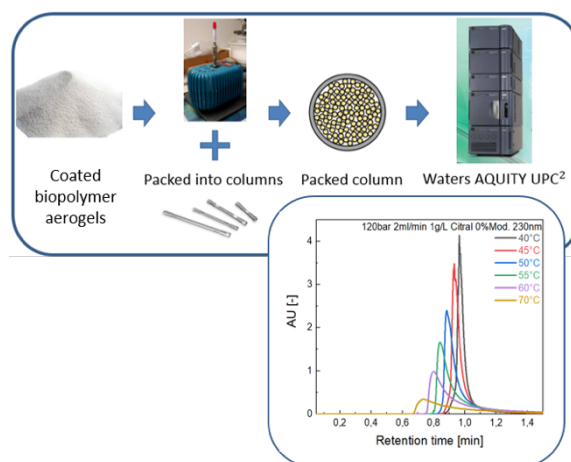 Coated
biopolymer
aerogels
Packed into columns
Packed column
Waters AQUITY UPC²
120bar 2ml/min 1g/L Citral 0%Mod. 230nm
40°C
45°C
50°C
55°C
60°C
70°C
AU [-]
4
3
2
1
0
0,2
0,4
0,6
0,8
1,0
1,2
1,4
Retention time [min]